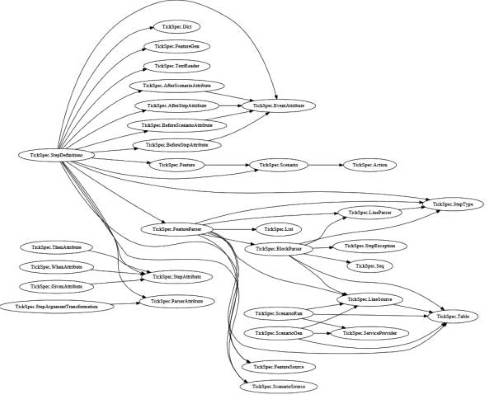 TickSpec.Dict
TickSpec.FeatureGen
TickSpec.TextReader
TickSpec.AfterScenarioAttribute
TickSpec.AfterStepAttribute
TickSpec.EventAttribute
TickSpec.BeforeScenarioAttribute
TickSpec.BeforeStepAttribute
TickSpec.StepDefinitions
TickSpec.Feature
TickSpec.Scenario
TickSpec.Action
TickSpec.StepType
TickSpec.LineParser
TickSpec.FeatureParser
TickSpec.List
TickSpec.ThenAttribute
TickSpec.BlockParser
TickSpec.StepException
TickSpec.WhenAttribute
TickSpec.StepAttribute
TickSpec.Seq
TickSpec.GivenAttribute
TickSpec.ParserAttribute
TickSpec.LineSource
TickSpec.StepArgumentTransformation
TickSpec.ScenarioRun
TickSpec.Table
TickSpec.ScenarioGen
TickSpec.ServiceProvider
TickSpec.FeatureSource
TickSpec.ScenarioSource